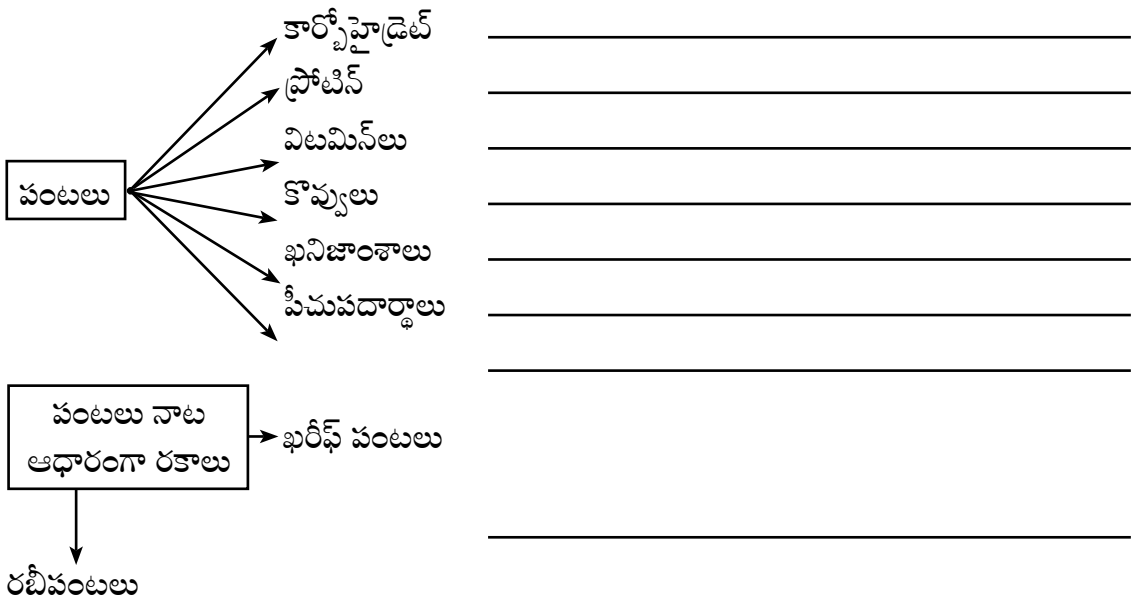 కార్బోహైడ్రెట్
ప్రోటిన్
విటమిన్‌లు
పంటలు
కొవ్వులు
ఖనిజాంశాలు
పీచుపదార్థాలు
పంటలు నాట
ఆధారంగా రకాలు
ఖరీఫ్ పంటలు
రబీపంటలు